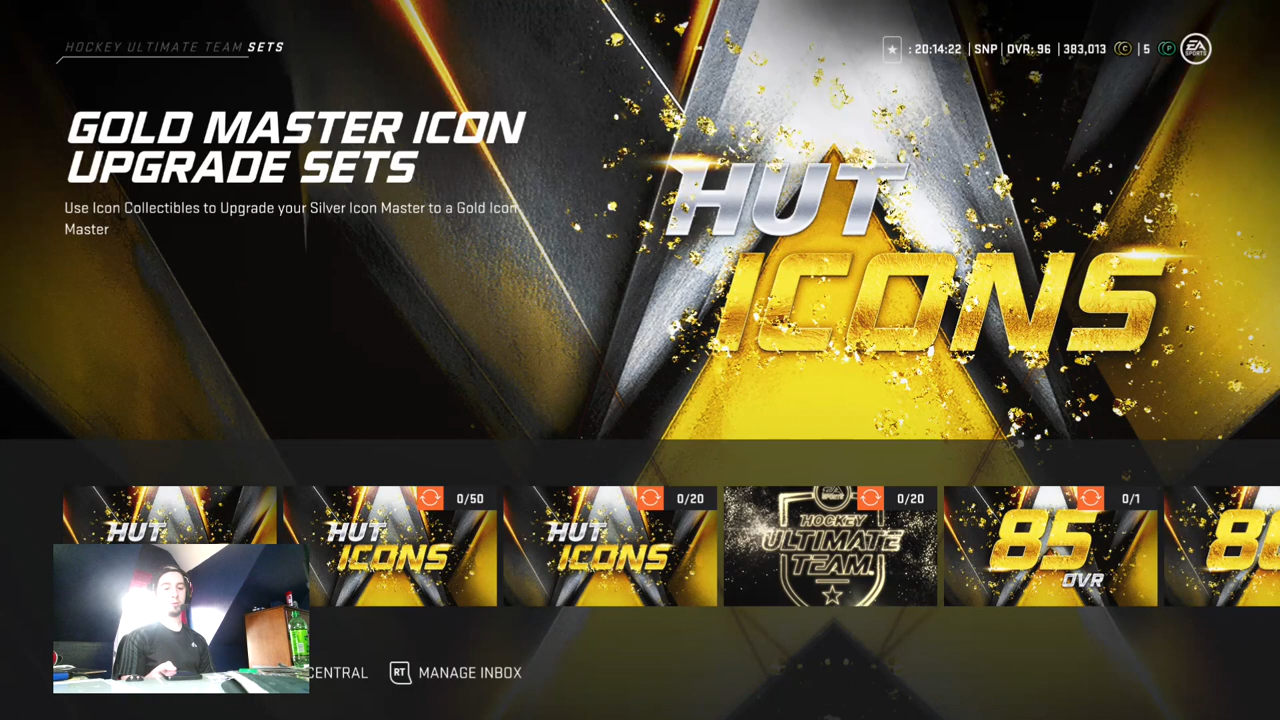 HOCKEY ULTIMATE TEAM SETS
: 20:14:22 | SNP | OVR: 96 | 383,013 C | 5 P EA SPORTS
GOLD MASTER ICON
UPGRADE SETS
Use Icon Collectibles to Upgrade your Silver Icon Master to a Gold Icon
Master
HUT
ICONS
HUT
0/50
HUT
ICONS
0/20
HUT
ICONS
0/20
HOCKEY
ULTIMATE
TEAM
0/1
85
OVR
CENTRAL
RT MANAGE INBOX